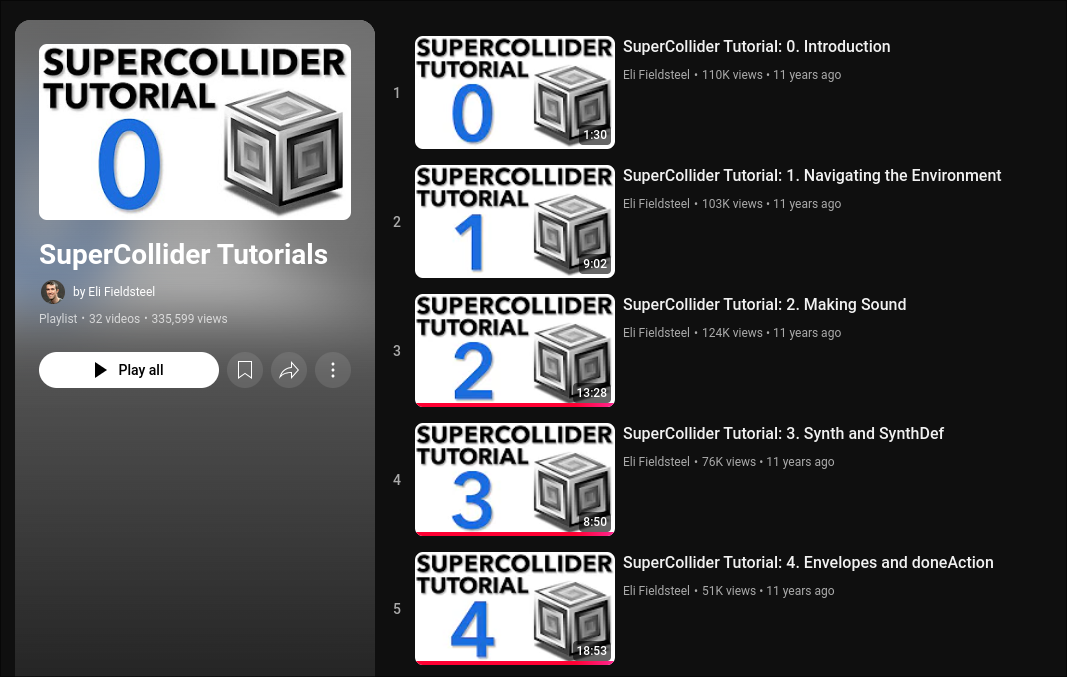 SUPERCOLLIDER
TUTORIAL
0
SuperCollider Tutorials
by Eli Fieldsteel
Playlist • 32 videos • 335,599 views
Play all
1
SUPERCOLLIDER
TUTORIAL
0
1:30
SuperCollider Tutorial: 0. Introduction
Eli Fieldsteel • 110K views • 11 years ago
2
SUPERCOLLIDER
TUTORIAL
1
9:02
SuperCollider Tutorial: 1. Navigating the Environment
Eli Fieldsteel • 103K views • 11 years ago
3
SUPERCOLLIDER
TUTORIAL
2
13:28
SuperCollider Tutorial: 2. Making Sound
Eli Fieldsteel • 124K views • 11 years ago
4
SUPERCOLLIDER
TUTORIAL
3
8:50
SuperCollider Tutorial: 3. Synth and SynthDef
Eli Fieldsteel • 76K views • 11 years ago
5
SUPERCOLLIDER
TUTORIAL
4
18:53
SuperCollider Tutorial: 4. Envelopes and doneAction
Eli Fieldsteel • 51K views • 11 years ago